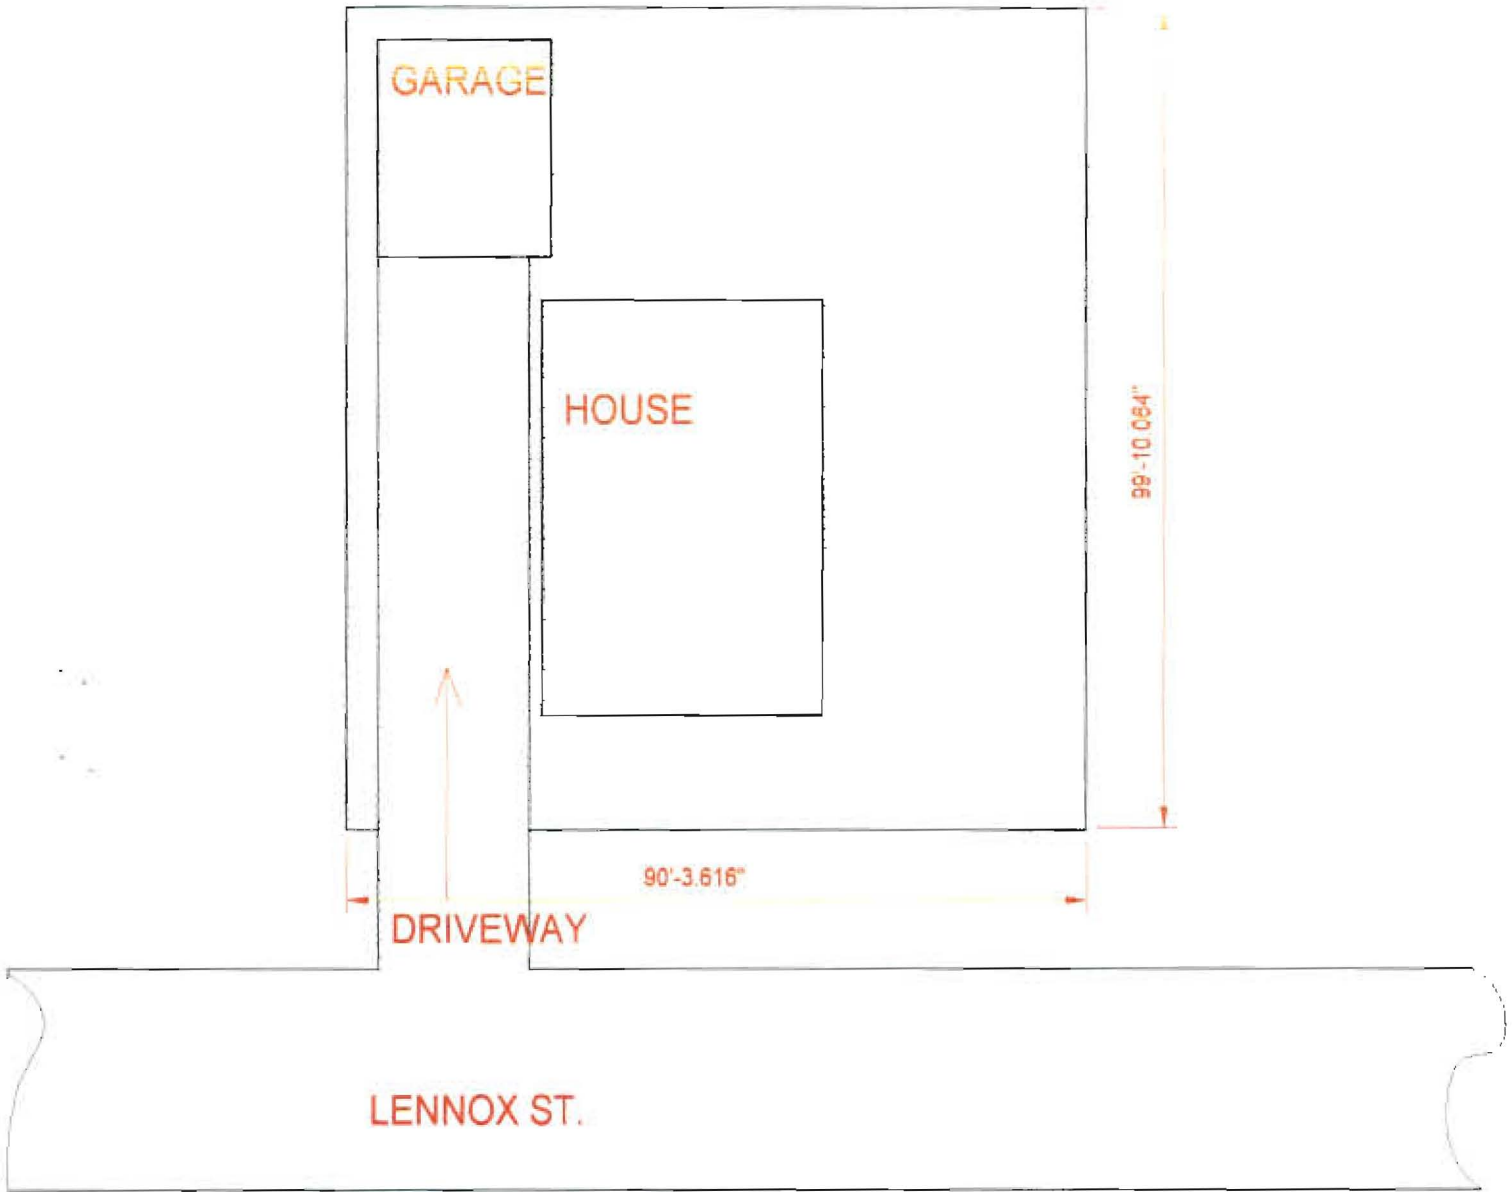 GARAGE
HOUSE
99'-10.064"
90'-3.616"
DRIVEWAY
LENNOX ST.